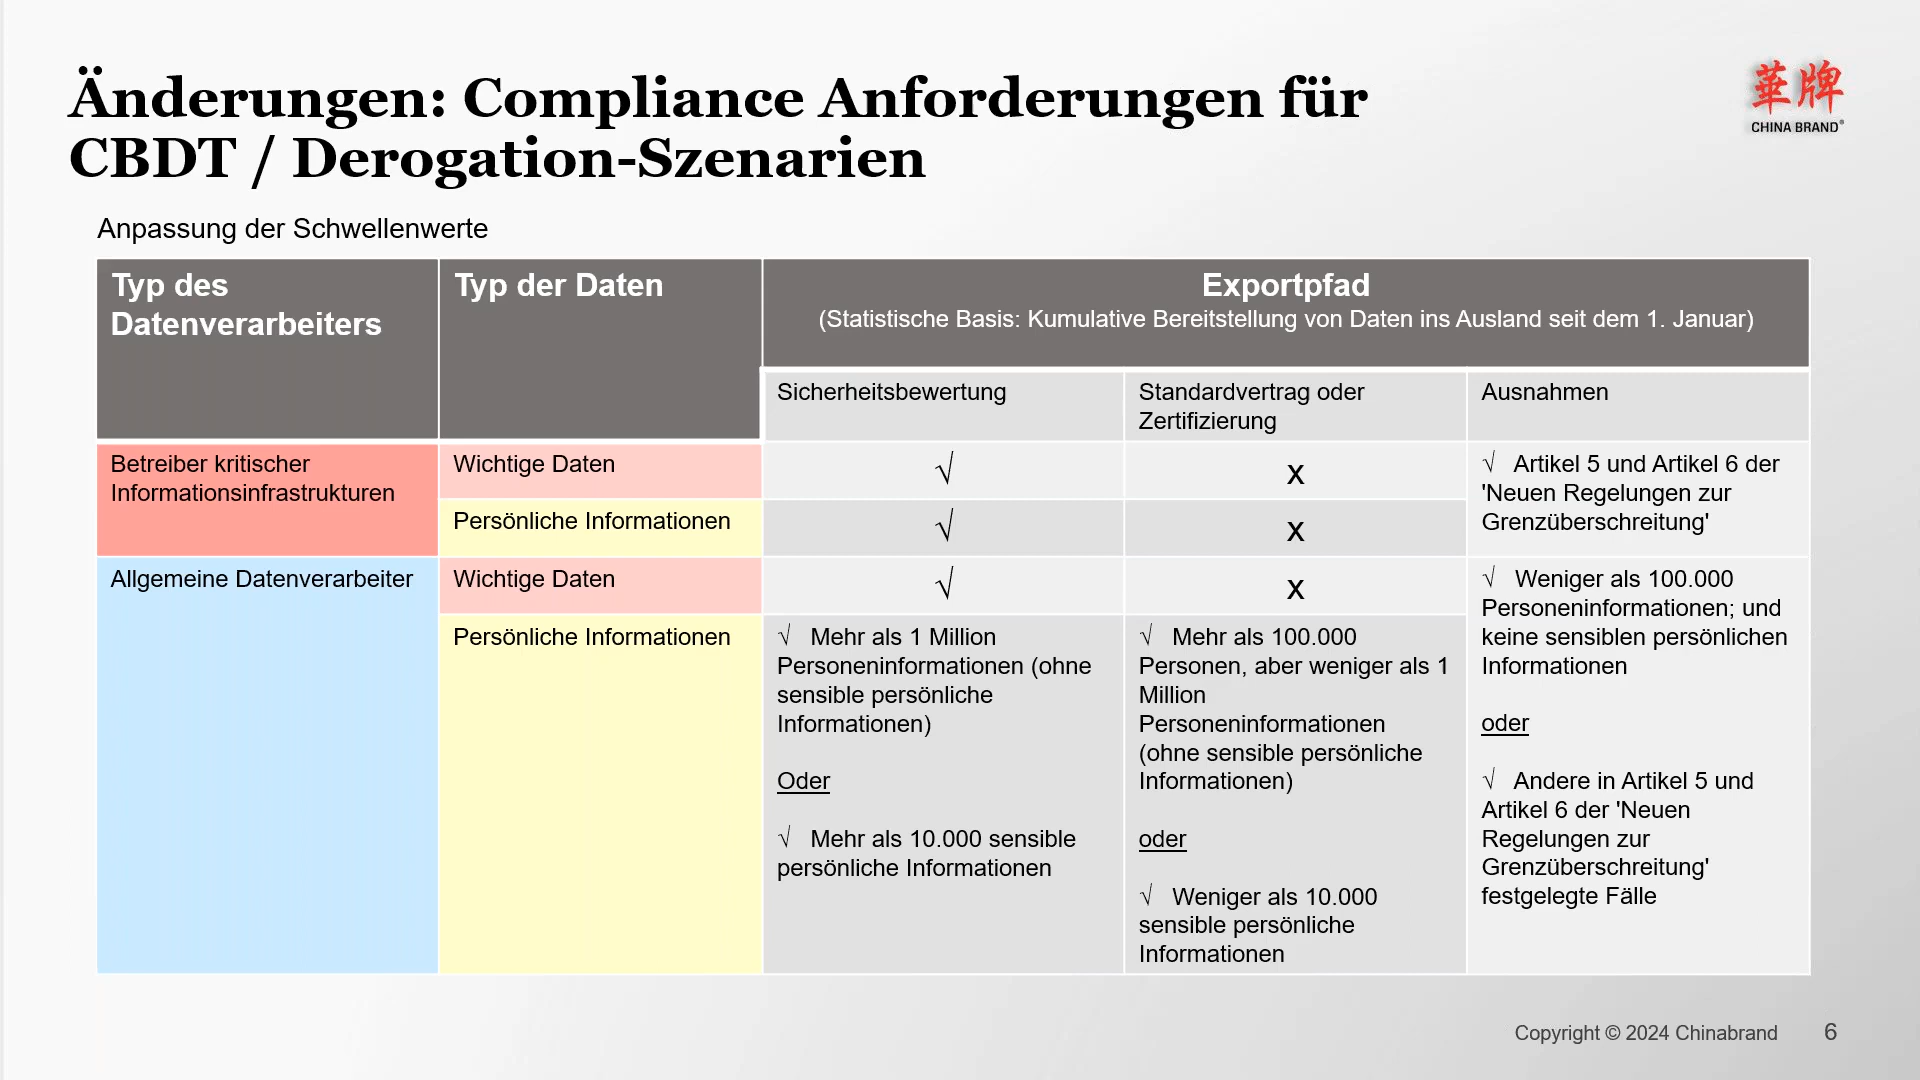 Änderungen: Compliance Anforderungen für
CBDT / Derogation-Szenarien
華牌
CHINA BRAND®
Anpassung der Schwellenwerte
Typ des
Datenverarbeiters
Typ der Daten
Exportpfad
(Statistische Basis: Kumulative Bereitstellung von Daten ins Ausland seit dem 1. Januar)
Sicherheitsbewertung
Standardvertrag oder
Zertifizierung
Ausnahmen
Betreiber kritischer
Informationsinfrastrukturen
Wichtige Daten
√
x
√ Artikel 5 und Artikel 6 der
'Neuen Regelungen zur
Grenzüberschreitung'
Persönliche Informationen
√
x
Allgemeine Datenverarbeiter
Wichtige Daten
√
x
√ Weniger als 100.000
Personeninformationen; und
keine sensiblen persönlichen
Informationen
oder
√ Andere in Artikel 5 und
Artikel 6 der 'Neuen
Regelungen zur
Grenzüberschreitung'
festgelegte Fälle
Persönliche Informationen
√ Mehr als 1 Million
Personeninformationen (ohne
sensible persönliche
Informationen)
Oder
√ Mehr als 10.000 sensible
persönliche Informationen
√ Mehr als 100.000
Personen, aber weniger als 1
Million
Personeninformationen
(ohne sensible persönliche
Informationen)
oder
√ Weniger als 10.000
sensible persönliche
Informationen
Copyright © 2024 Chinabrand
6